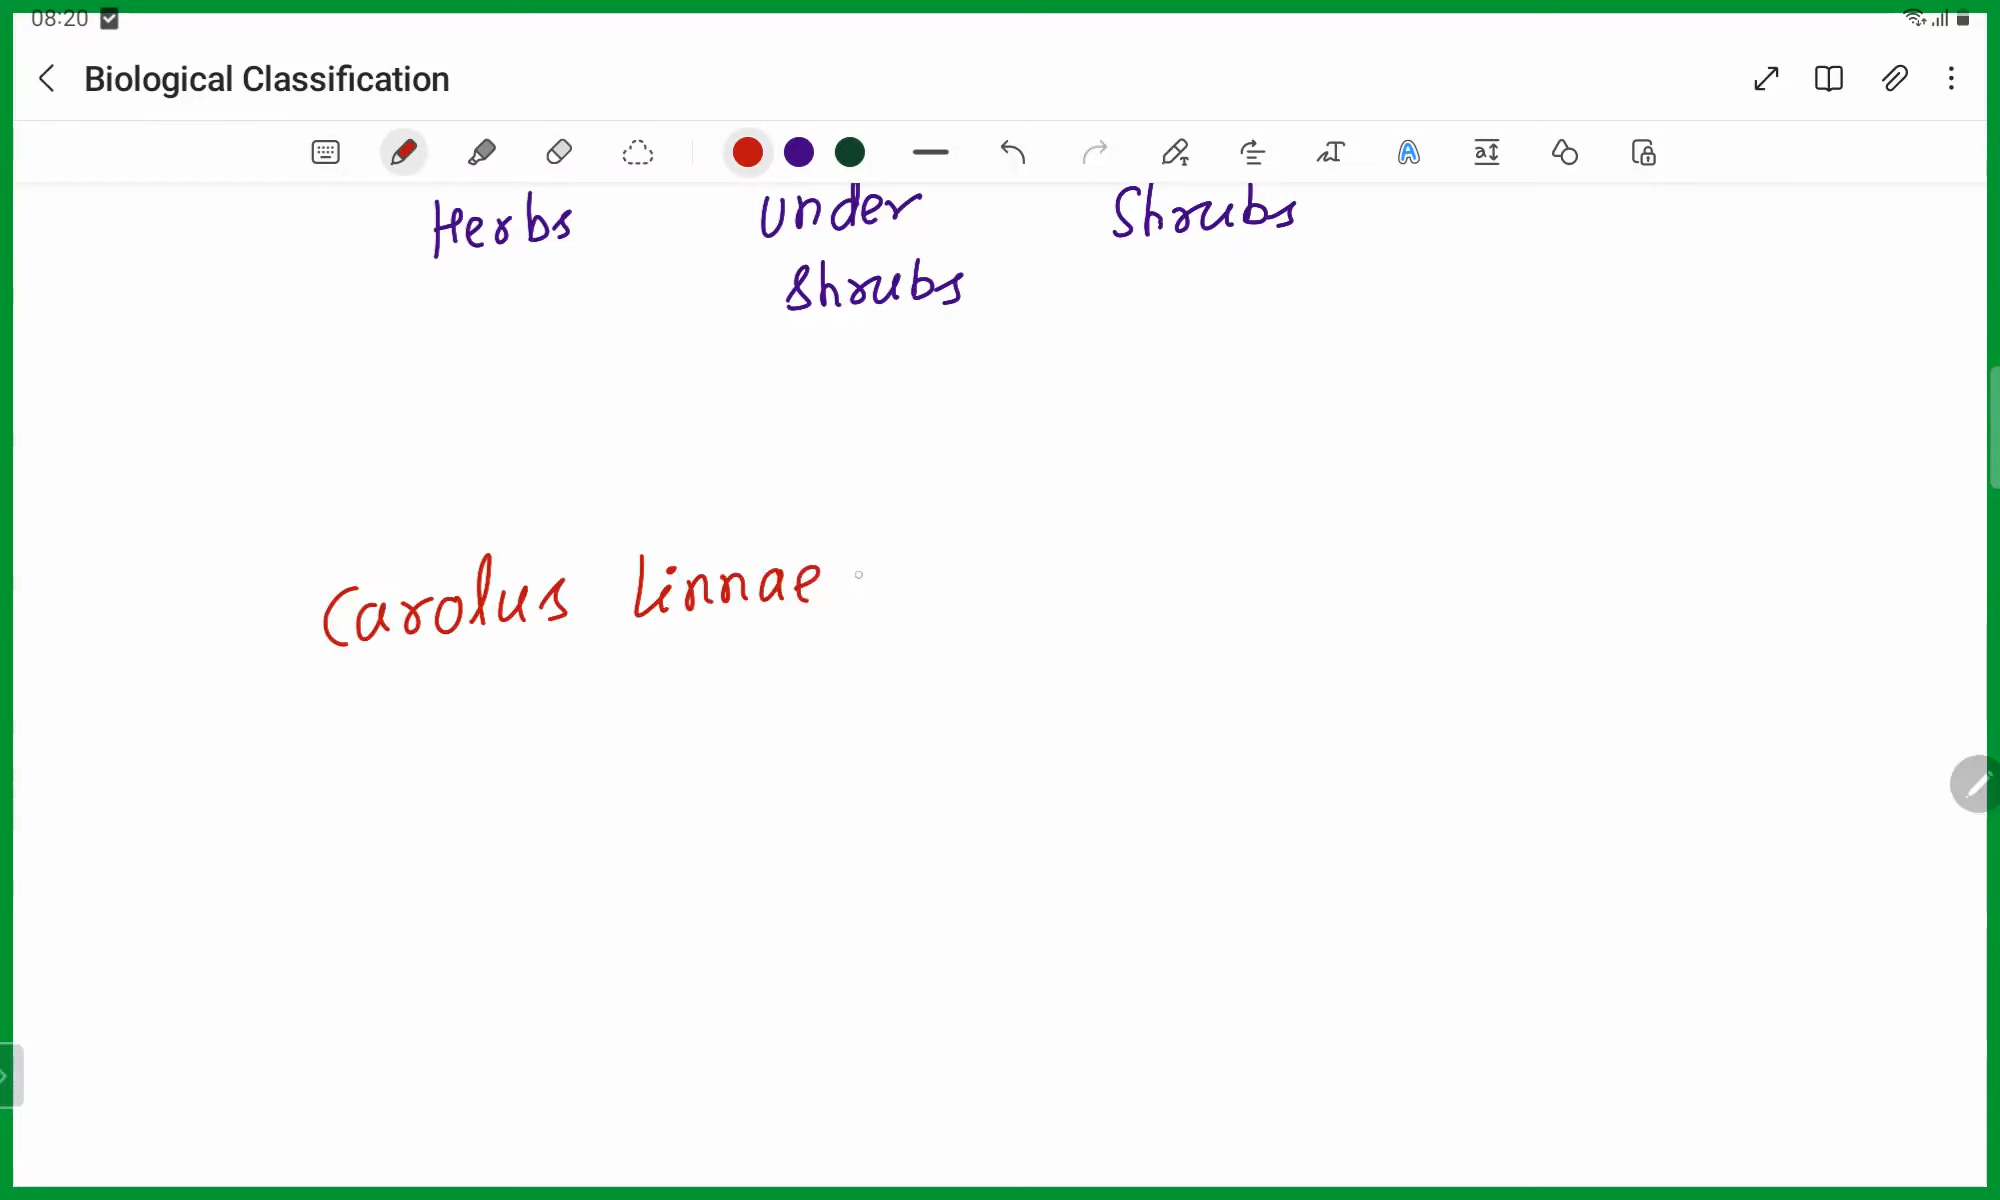 08:20
Biological Classification
Herbs under Shrubs
shrubs
Carolus Linnae